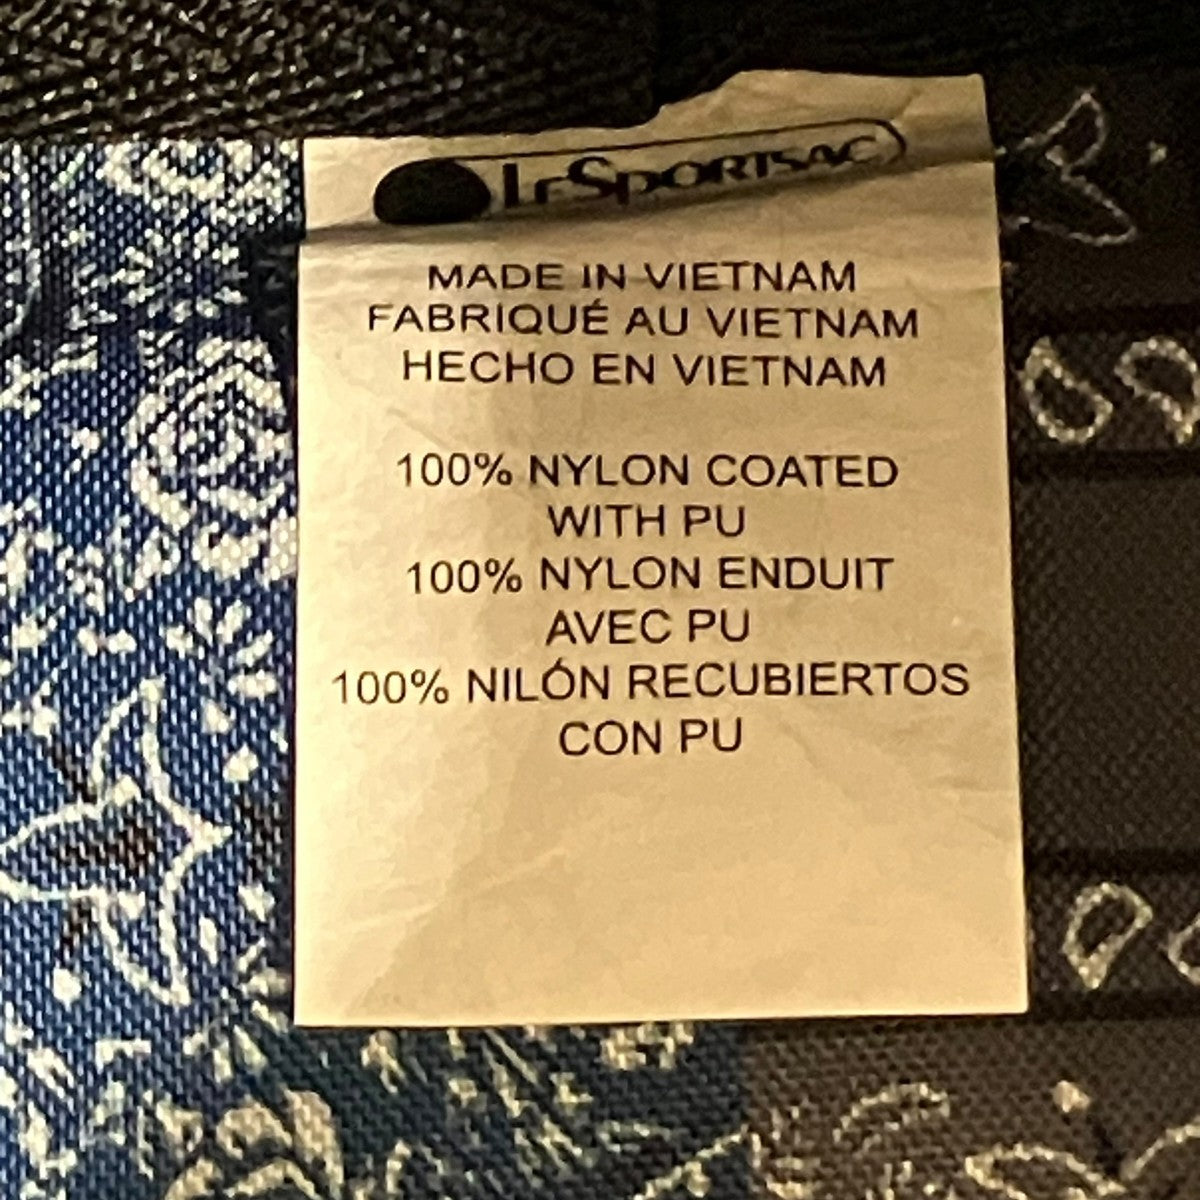 LeSportsac
MADE IN VIETNAM
FABRIQUÉ AU VIETNAM
HECHO EN VIETNAM
100% NYLON COATED
WITH PU
100% NYLON ENDUIT
AVEC PU
100% NILÓN RECUBIERTOS
CON PU